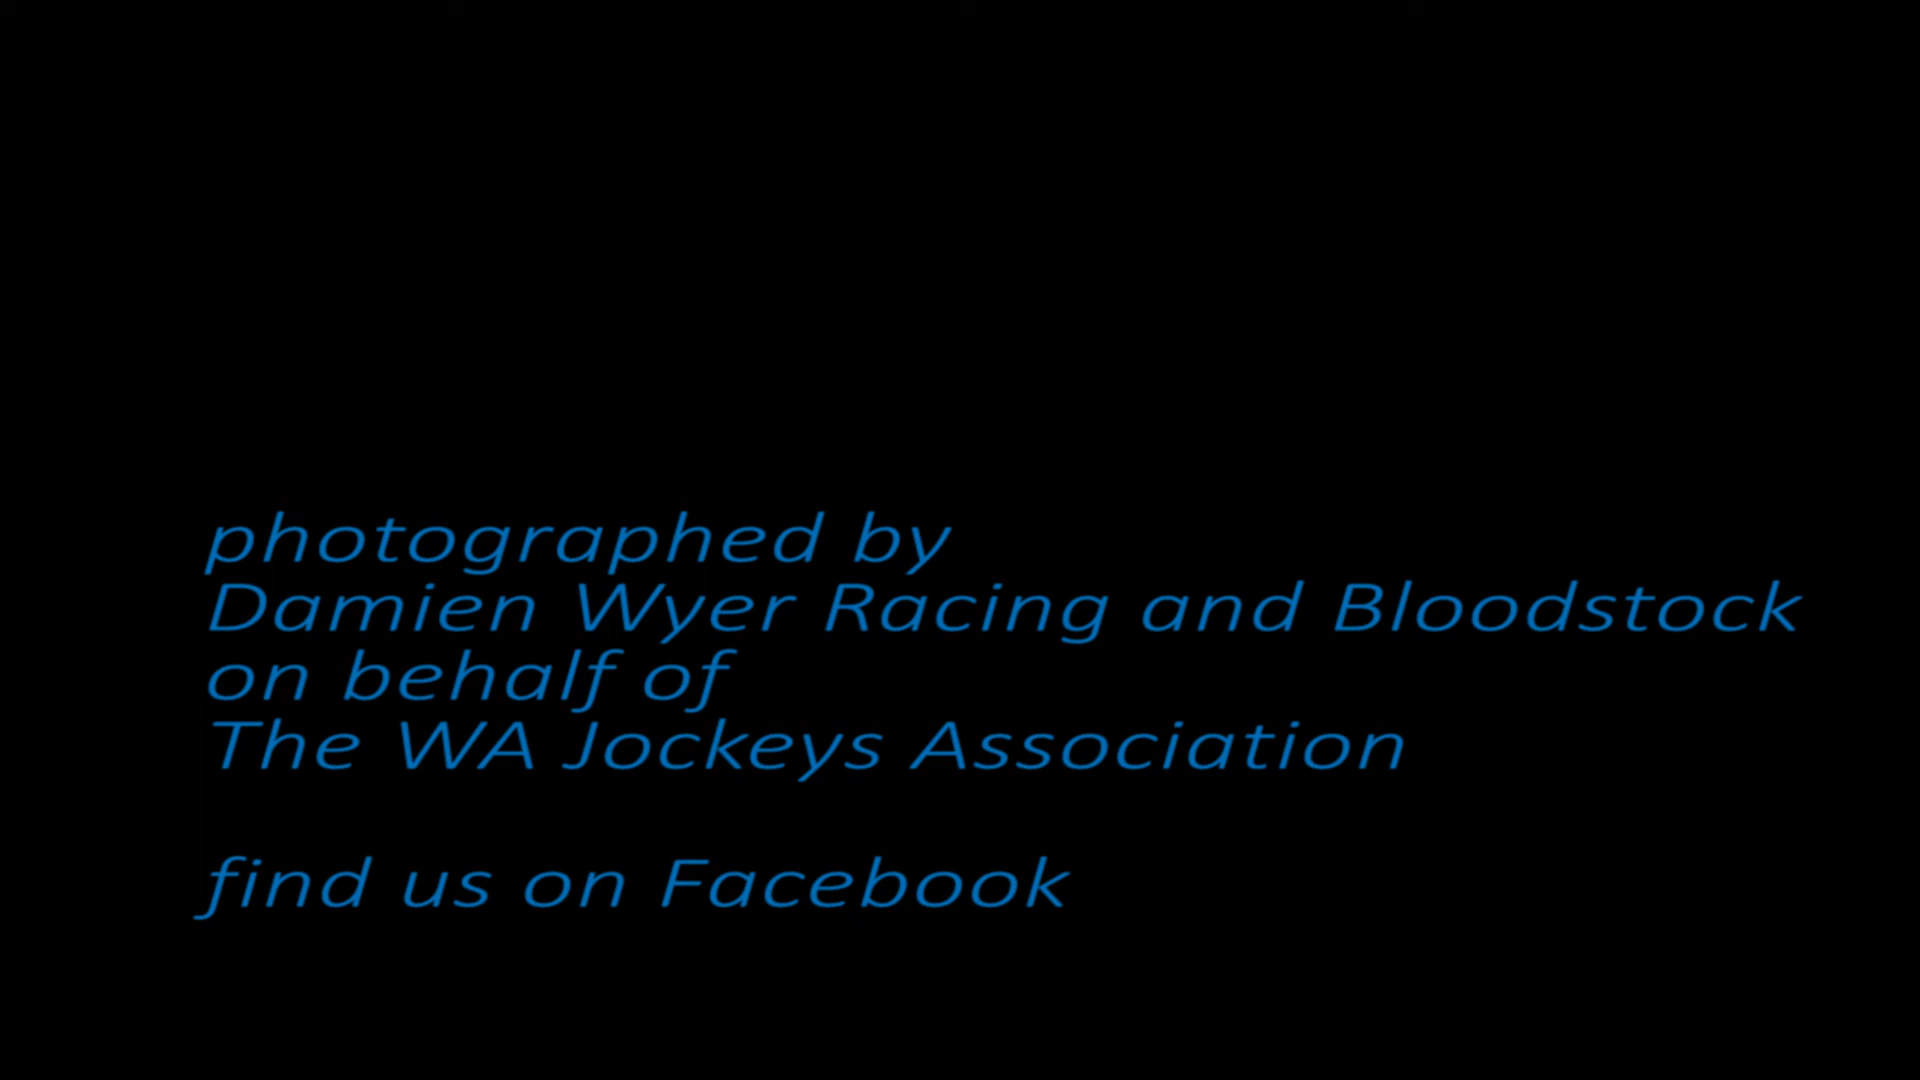 photographed by
Damien Wyer Racing and Bloodstock
on behalf of
The WA Jockeys Association
find us on Facebook